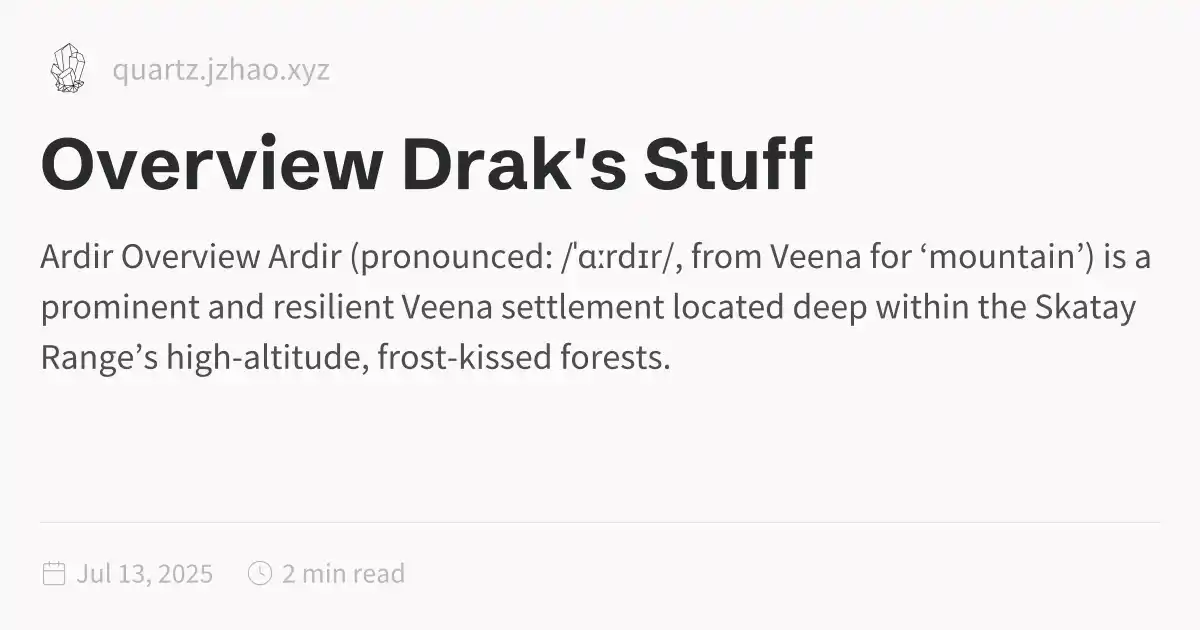 quartz.jzhao.xyz
Overview Drak's Stuff
Ardir Overview Ardir (pronounced: /ˈɑːrdɪr/, from Veena for ‘mountain’) is a
prominent and resilient Veena settlement located deep within the Skatay
Range’s high-altitude, frost-kissed forests.
Jul 13, 2025 2 min read